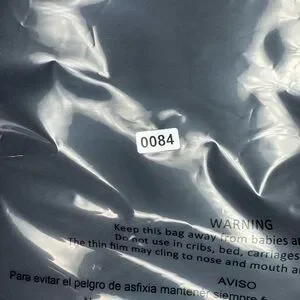 0084
WARNING
Keep this bag away from babies an
Do not use in cribs, bed, carriages
The thin film may cling to nose and mouth a
AVISO
Para evitar el pelgro de asfixia mantener siempre